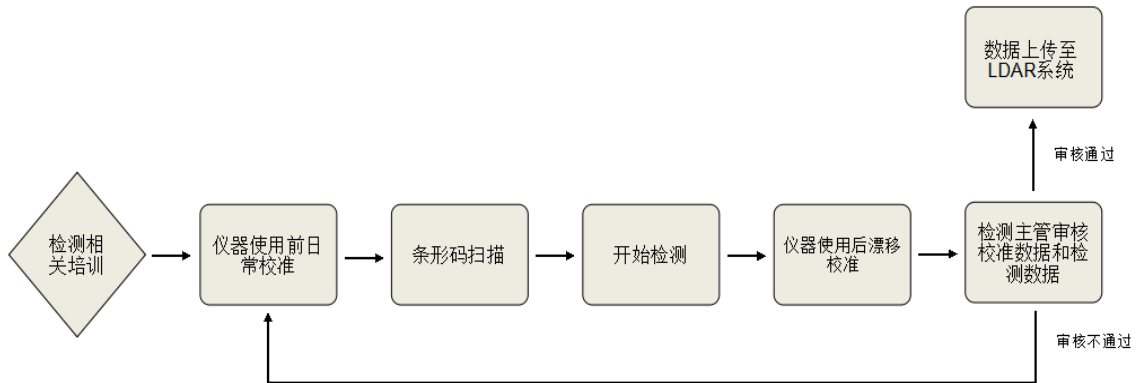 数据上传至
LDAR系统
审核通过
检测相
关培训
仪器使用前日
常校准
条形码扫描
开始检测
仪器使用后漂移
校准
检测主管审核
校准数据和检
测数据
审核不通过